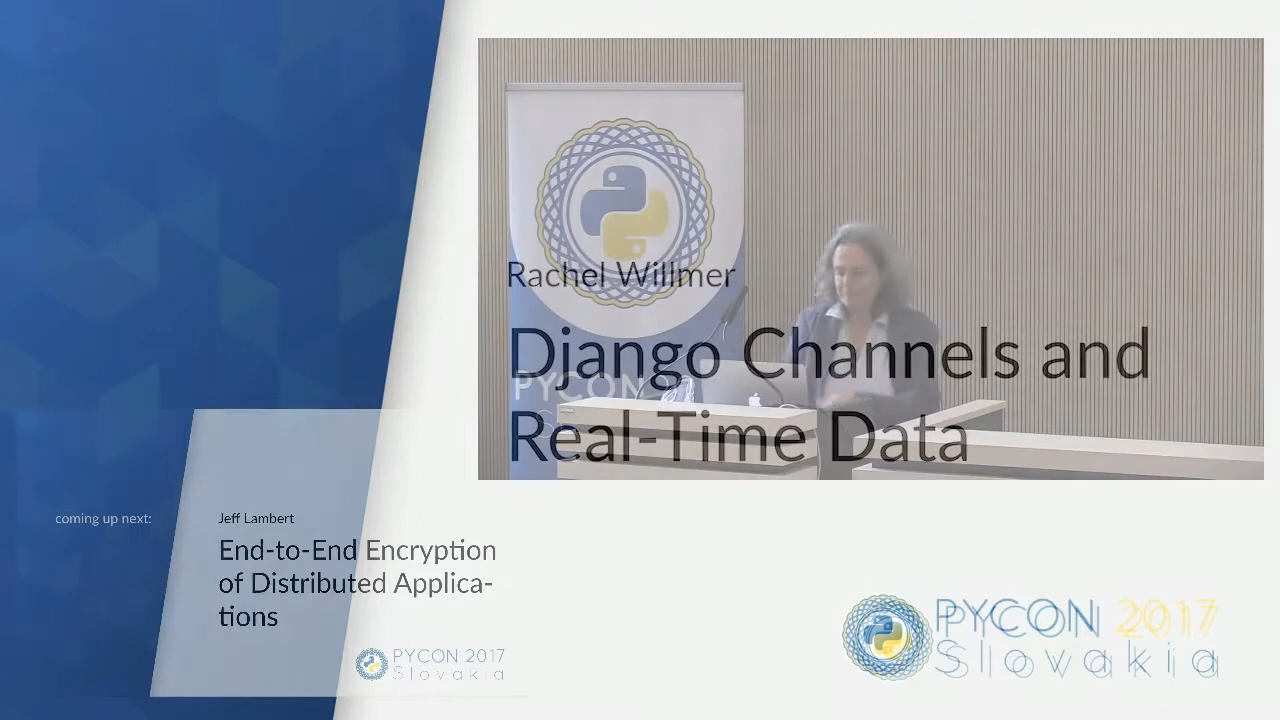 Rachel Willmer
Django Channels and
Real-Time Data
PYCON
coming up next:
Jeff Lambert
End-to-End Encryption
of Distributed Applica-
tions
PYCON 2017
Slovakia
PYCON 2017
Slovakia